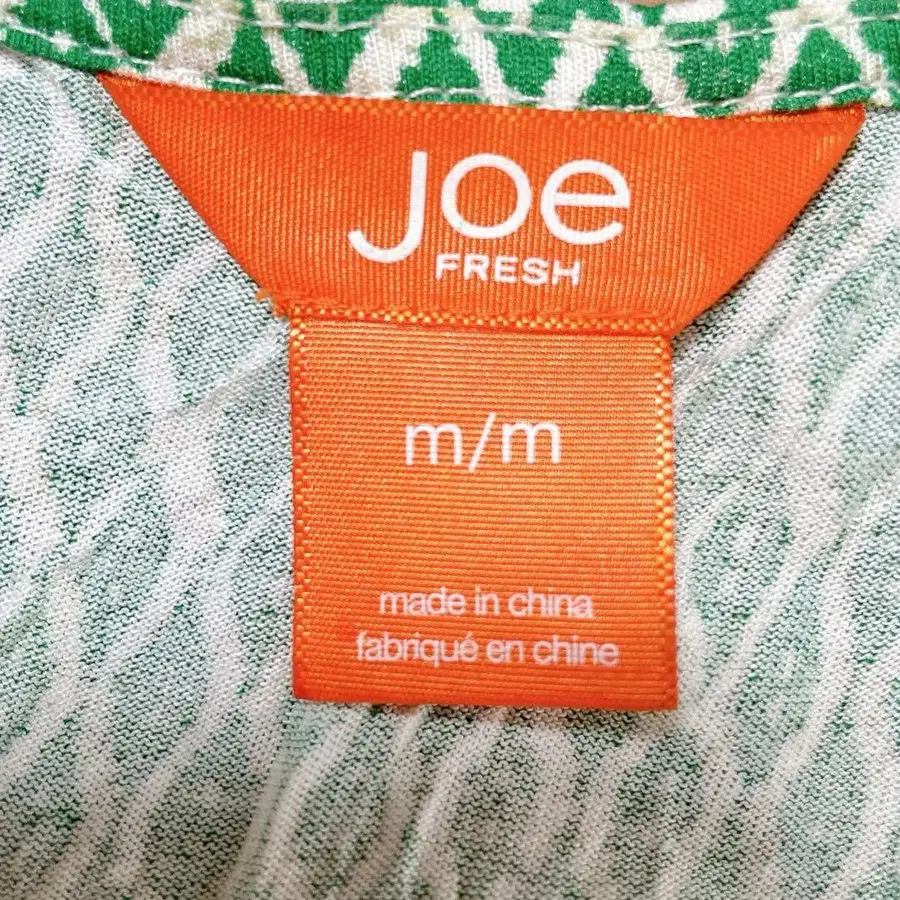 Joe
FRESH
m/m
made in china
fabriqué en chine